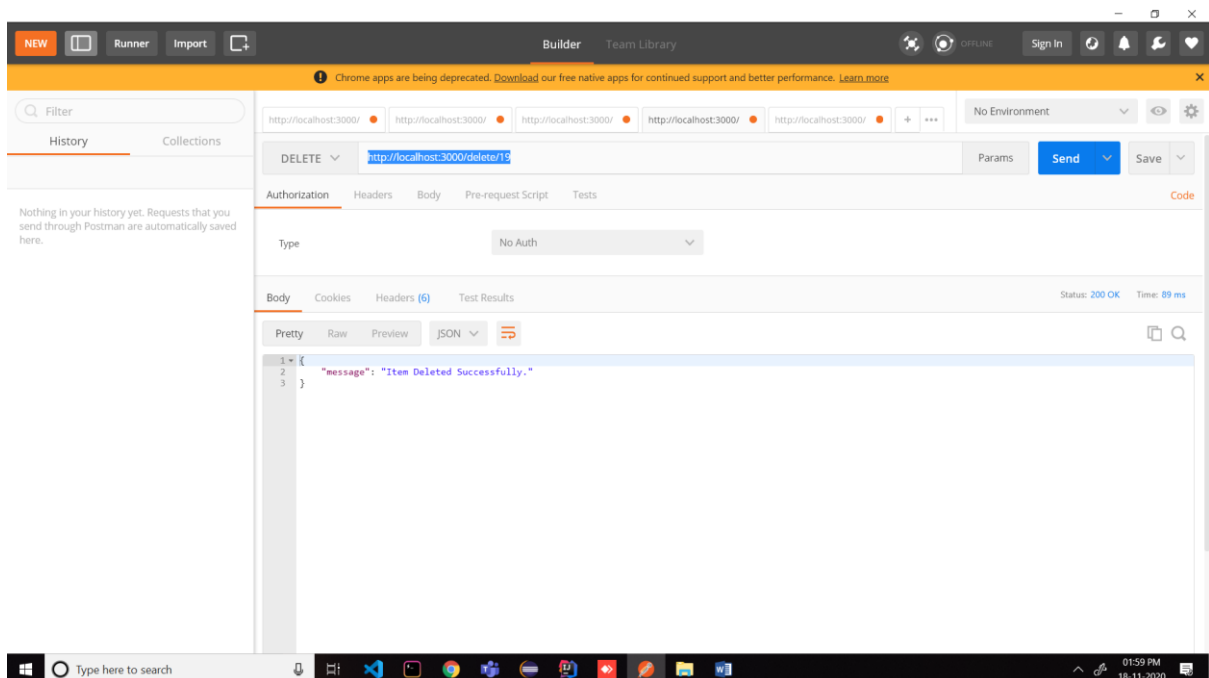 NEW Runner Import Builder Team Library OFFLINE Sign In
Chrome apps are being deprecated. Download our free native apps for continued support and better performance. Learn more
Filter
History Collections
Nothing in your history yet. Requests that you
send through Postman are automatically saved
here.
http://localhost:3000/ http://localhost:3000/ http://localhost:3000/ http://localhost:3000/ http://localhost:3000/ + ••• No Environment
DELETE http://localhost:3000/delete/19 Params Send Save
Authorization Headers Body Pre-request Script Tests Code
Type No Auth
Body Cookies Headers (6) Test Results Status: 200 OK Time: 89 ms
Pretty Raw Preview JSON
1 {
2 "message": "Item Deleted Successfully."
3 }
Type here to search 01:59 PM
18-11-2020